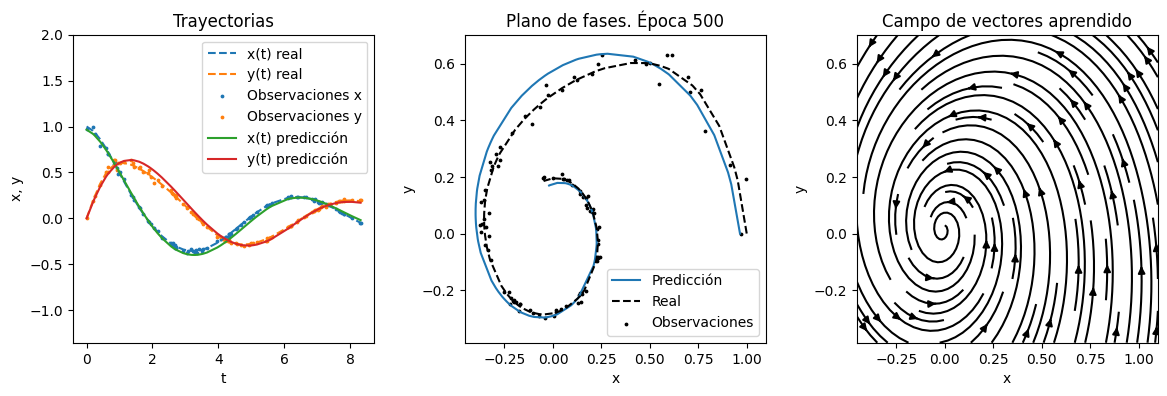 Trayectorias
2.0
1.5
1.0
0.5
0.0
−0.5
−1.0
x, y
0 2 4 6 8
t
x(t) real
y(t) real
Observaciones x
Observaciones y
x(t) predicción
y(t) predicción
Plano de fases. Época 500
0.6
0.4
0.2
0.0
−0.2
y
−0.25 0.00 0.25 0.50 0.75 1.00
x
Predicción
Real
Observaciones
Campo de vectores aprendido
0.6
0.4
0.2
0.0
−0.2
y
−0.25 0.00 0.25 0.50 0.75 1.00
x